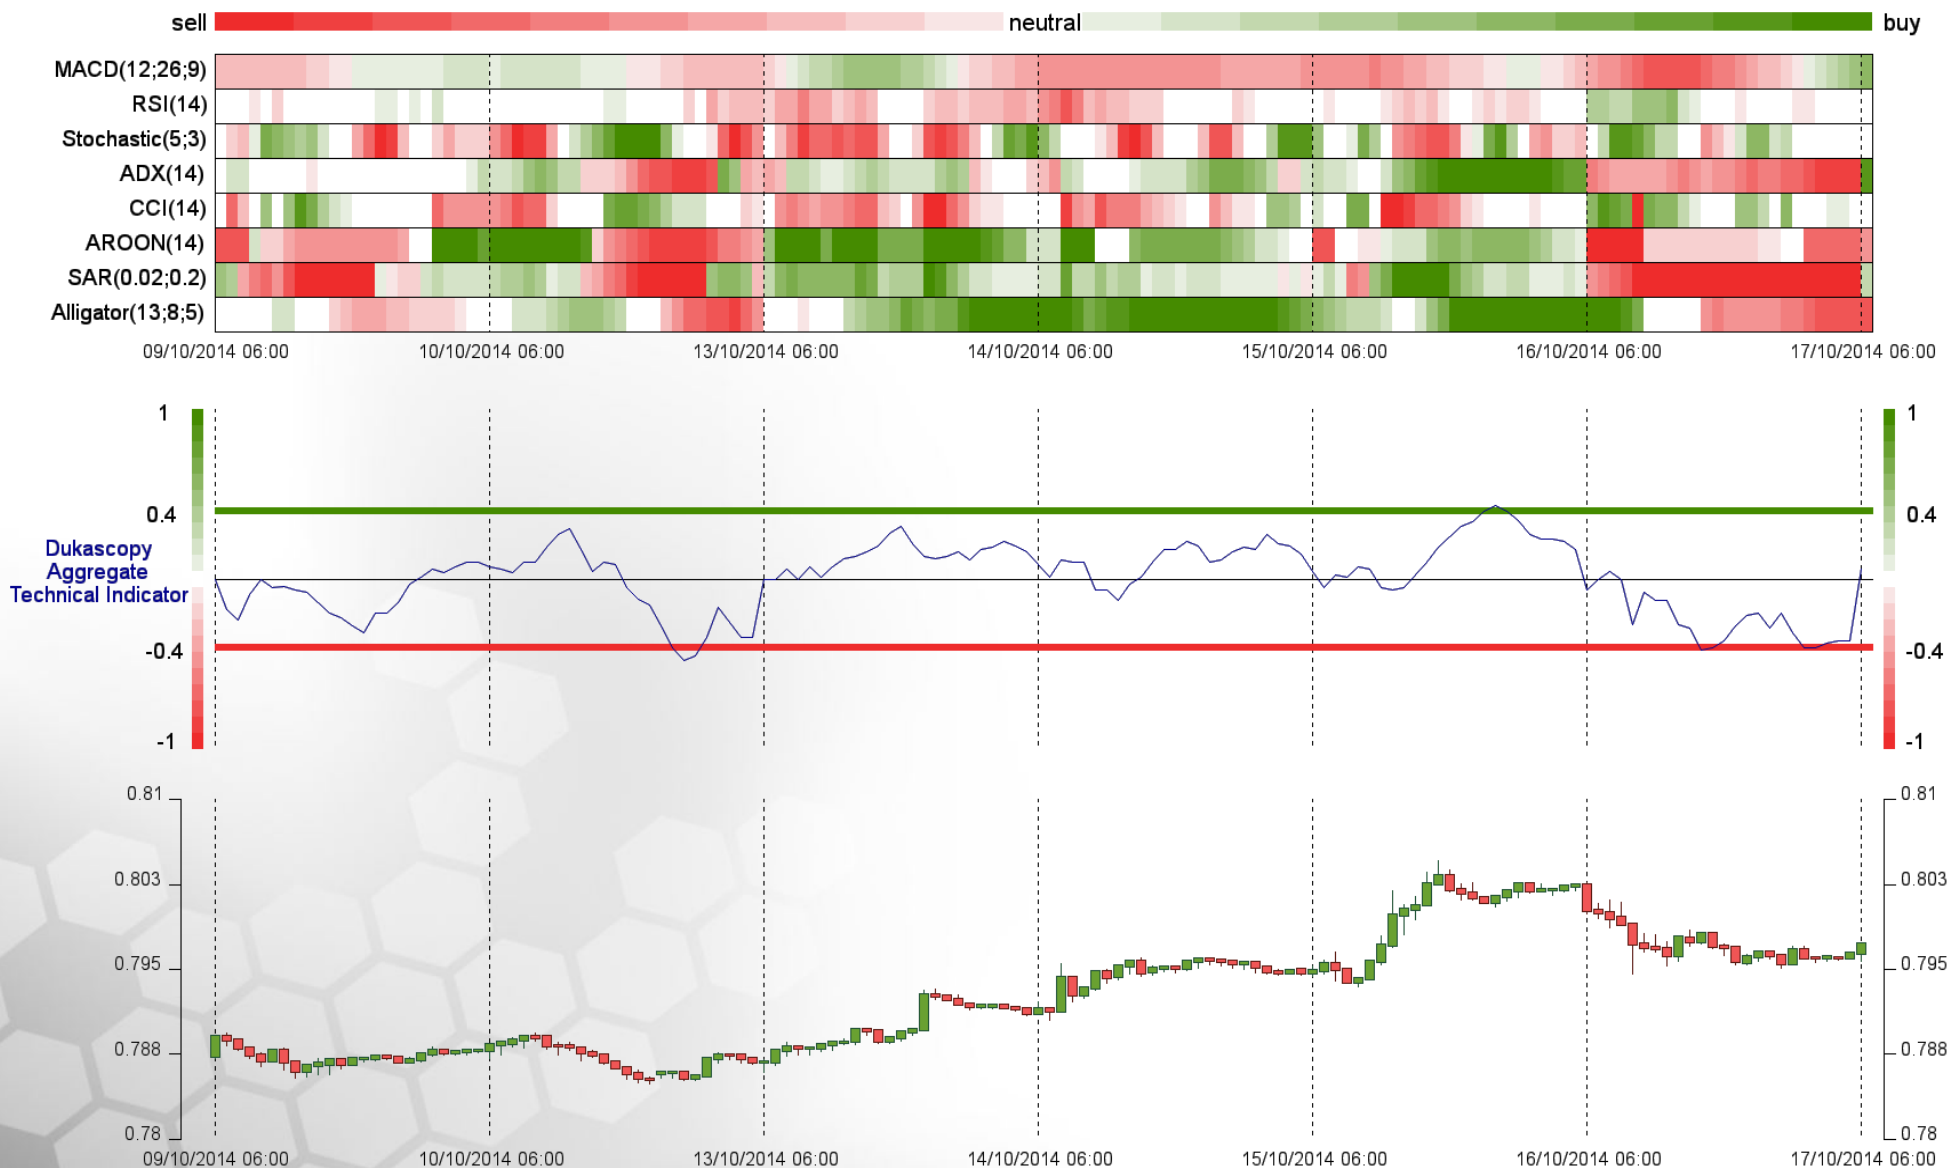 sell neutral buy
MACD(12;26;9)
RSI(14)
Stochastic(5;3)
ADX(14)
CCI(14)
AROON(14)
SAR(0.02;0.2)
Alligator(13;8;5)
09/10/2014 06:00 10/10/2014 06:00 13/10/2014 06:00 14/10/2014 06:00 15/10/2014 06:00 16/10/2014 06:00 17/10/2014 06:00
1 1
0.4 0.4
Dukascopy
Aggregate
Technical Indicator
-0.4 -0.4
-1 -1
0.81 0.81
0.803 0.803
0.795 0.795
0.788 0.788
0.78 0.78
09/10/2014 06:00 10/10/2014 06:00 13/10/2014 06:00 14/10/2014 06:00 15/10/2014 06:00 16/10/2014 06:00 17/10/2014 06:00